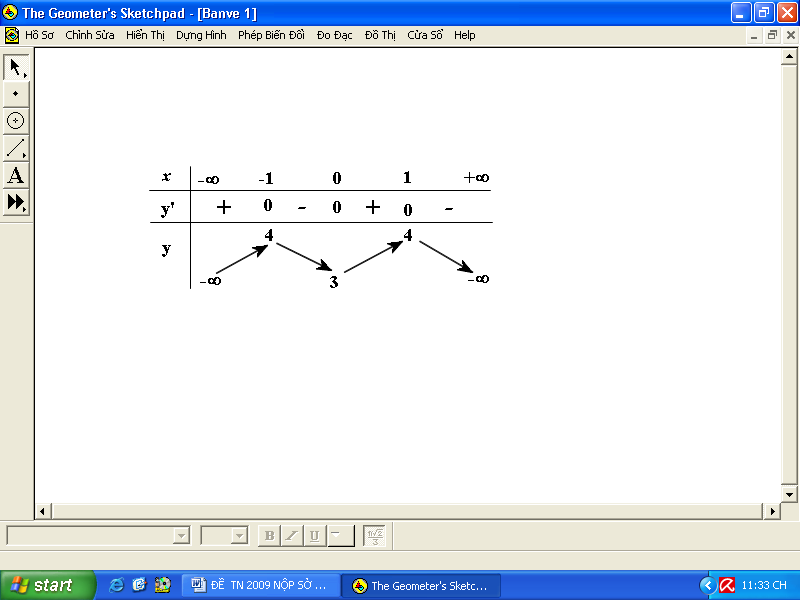 The Geometer's Sketchpad - [Banve 1]
Hồ Sơ Chỉnh Sửa Hiển Thị Dựng Hình Phép Biến Đổi Đo Đạc Đồ Thị Cửa Sổ Help
A
x -∞ -1 0 1 +∞
y' + 0 - 0 + 0 -
4 4
y
-∞ 3 -∞
B I U
start ĐỀ TN 2009 NỘP SỞ ... The Geometer's Sketc... 11:33 CH